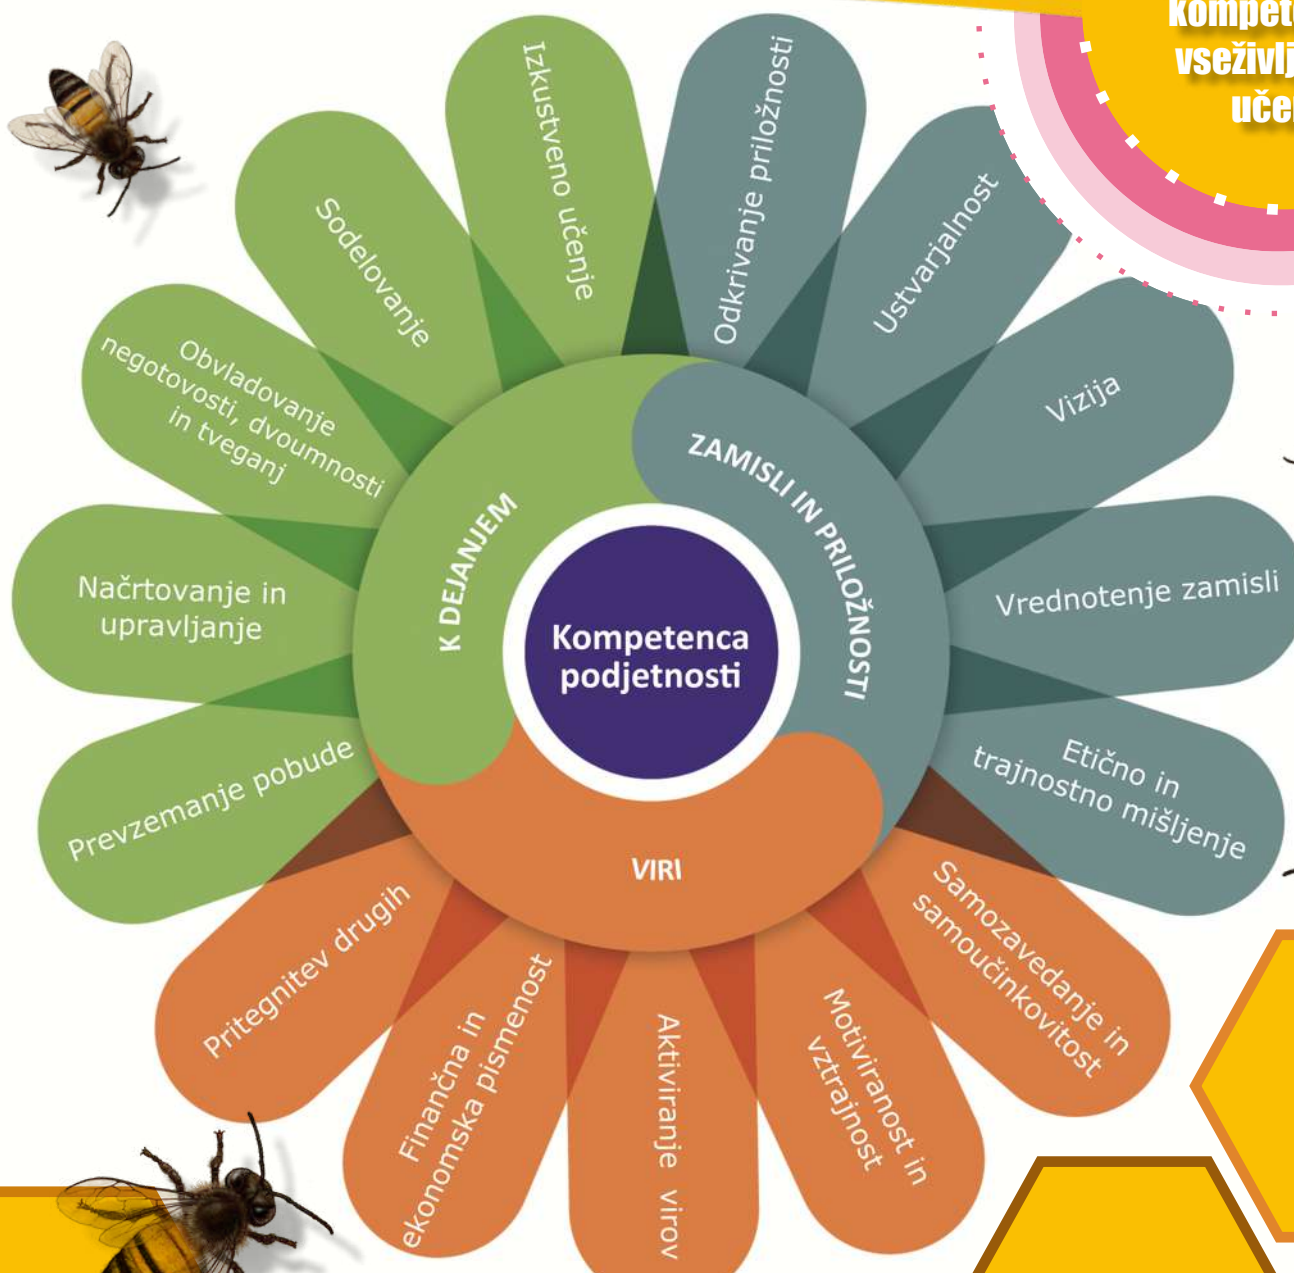 Kompetenca
podjetnosti
ZAMISLI IN PRILOŽNOSTI
VIRI
K DEJANJEM
Odkrivanje priložnosti
Ustvarjalnost
Vizija
Vrednotenje zamisli
Etično in
trajnostno mišljenje
Samozavedanje in
samoučinkovitost
Motiviranost in
vztrajnost
Aktiviranje virov
Finančna in
ekonomska pismenost
Pritegnitev drugih
Prevzemanje pobude
Načrtovanje in
upravljanje
Obvladovanje
negotovosti, dvoumnosti
in tveganj
Sodelovanje
Izkustveno učenje